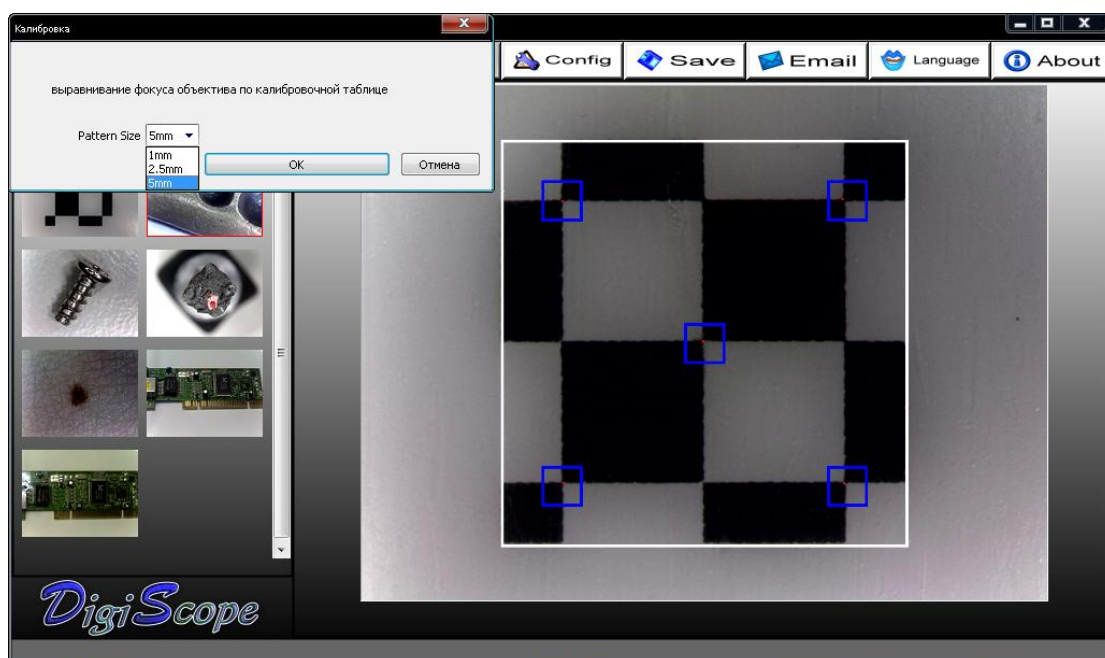 Калибровка
выравнивание фокуса объектива по калибровочной таблице
Pattern Size 5mm
1mm
2.5mm
5mm
OK
Отмена
Config
Save
Email
Language
About
DigiScope